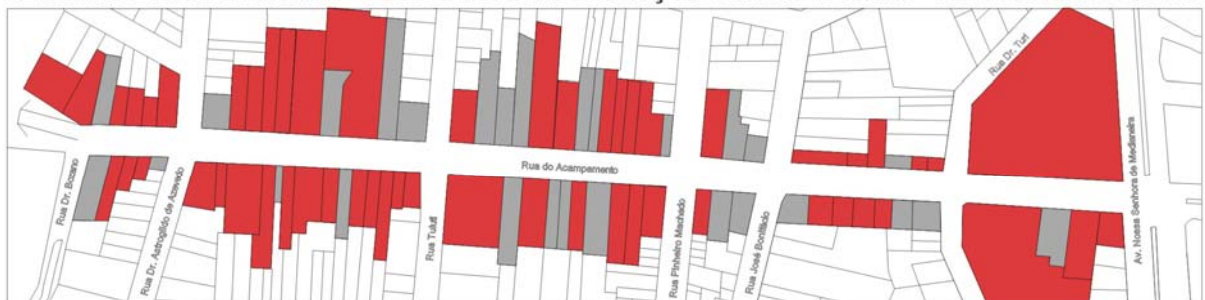 Rua Dr. Bozano
Rua Dr. Astrogildo de Azevedo
Rua Tuiuti
Rua do Acampamento
Rua Pinheiro Machado
Rua José Bonifácio
Rua Dr. Turi
Av. Nossa Senhora de Medianeira